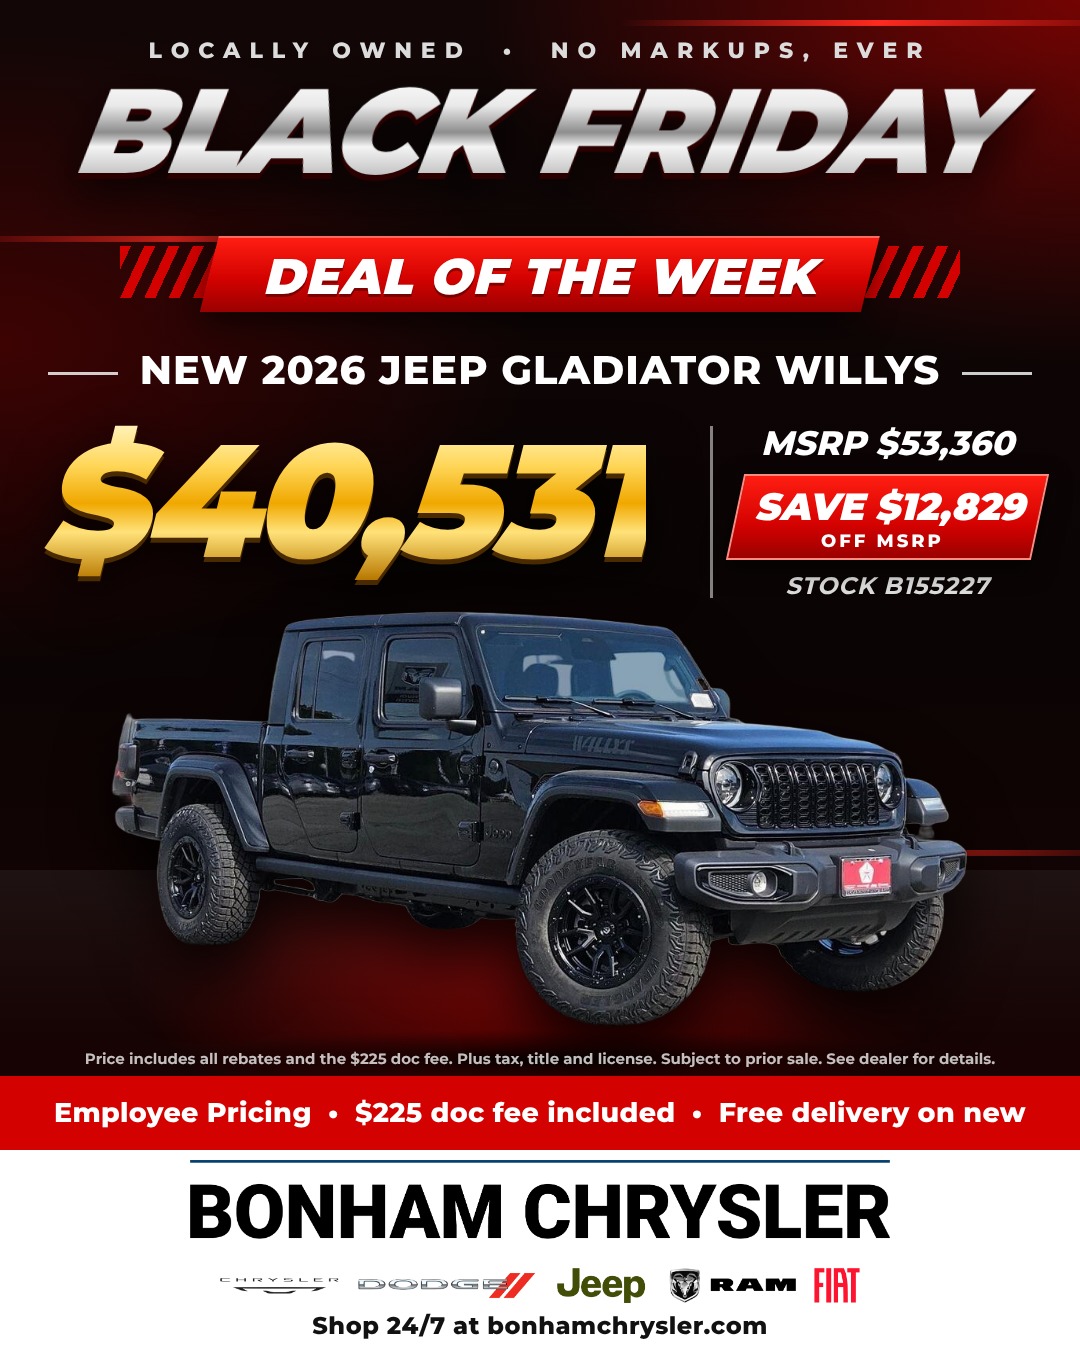 LOCALLY OWNED • NO MARKUPS, EVER
BLACK FRIDAY
DEAL OF THE WEEK
NEW 2026 JEEP GLADIATOR WILLYS
$40,531
MSRP $53,360
SAVE $12,829
OFF MSRP
STOCK B155227
WILLYS
Jeep
Price includes all rebates and the $225 doc fee. Plus tax, title and license. Subject to prior sale. See dealer for details.
Employee Pricing • $225 doc fee included • Free delivery on new
BONHAM CHRYSLER
CHRYSLER DODGE Jeep RAM FIAT
Shop 24/7 at bonhamchrysler.com